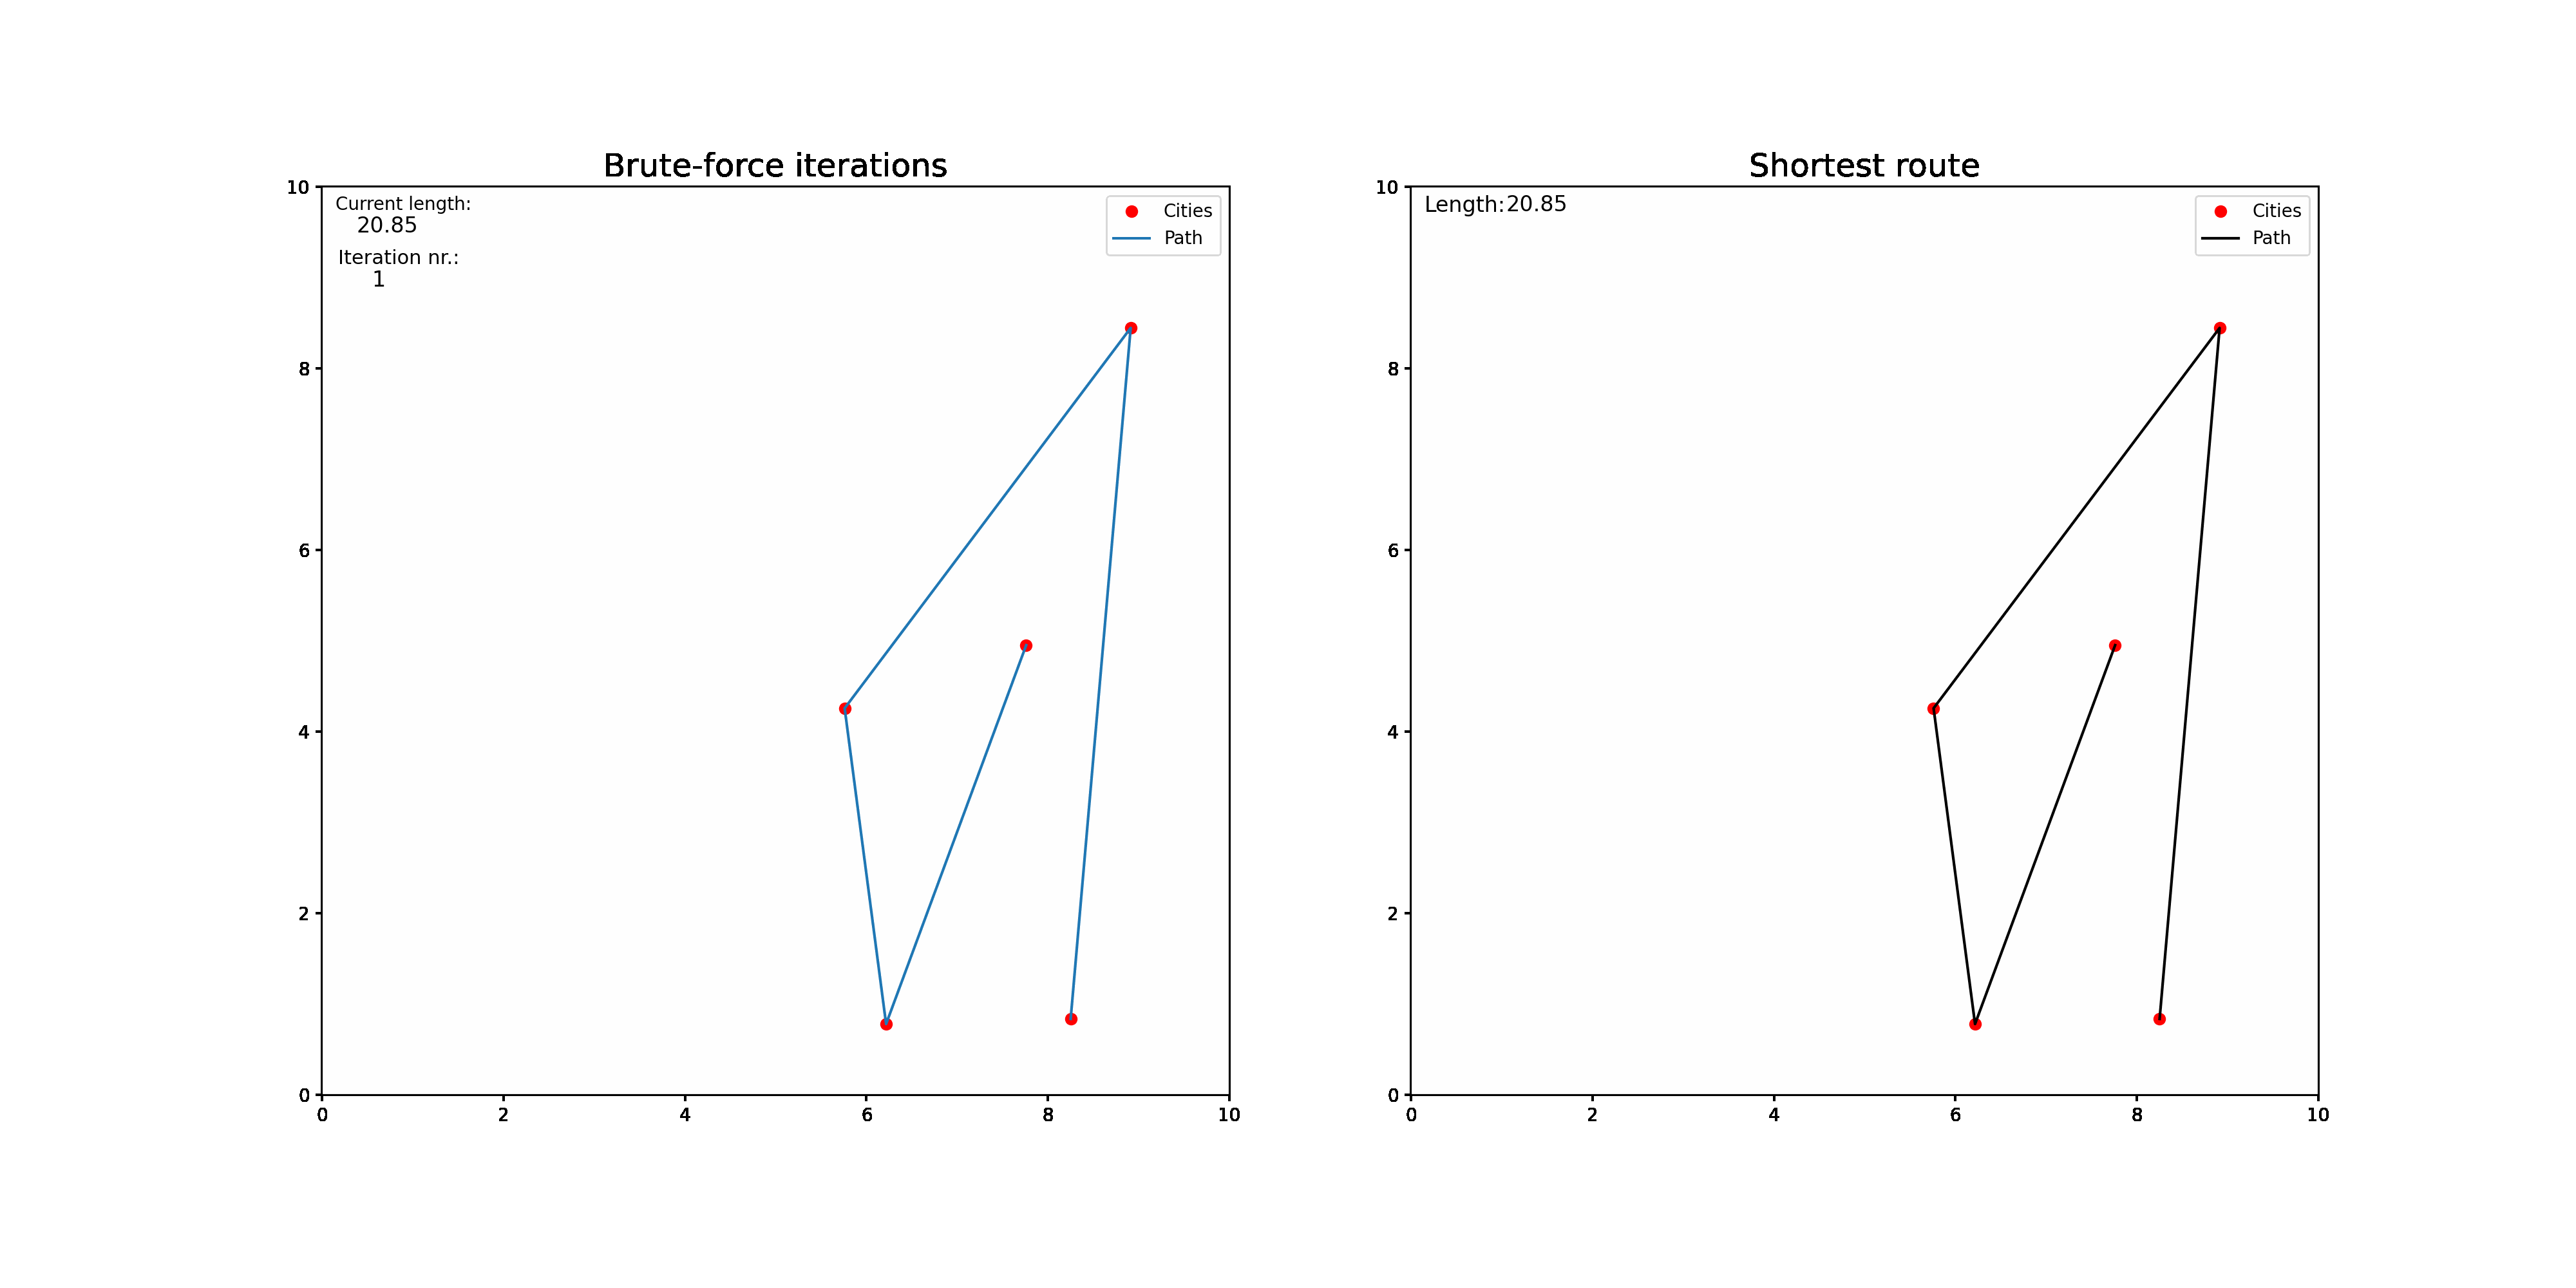 Brute-force iterations
Current length:
20.85
Iteration nr.:
1
Cities
Path
10
8
6
4
2
0
0 2 4 6 8 10
Shortest route
Length:20.85
Cities
Path
10
8
6
4
2
0
0 2 4 6 8 10